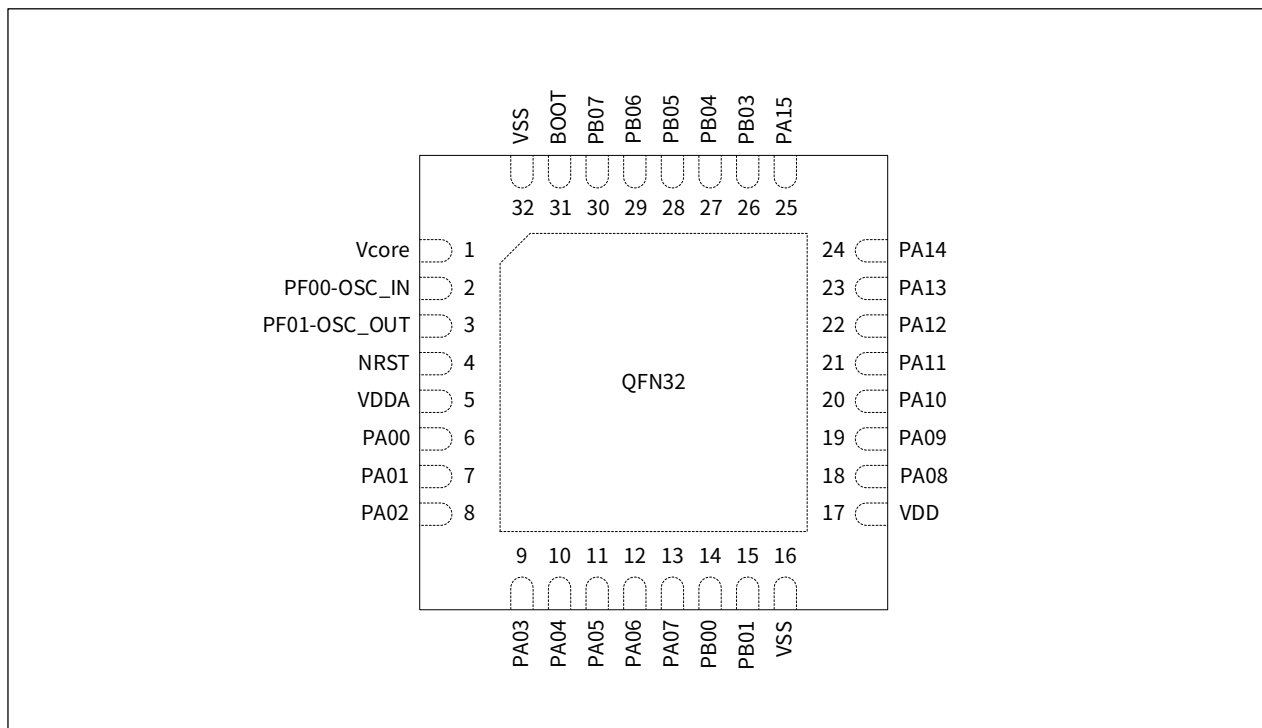 VSS BOOT PB07 PB06 PB05 PB04 PB03 PA15
32 31 30 29 28 27 26 25
Vcore 1 24 PA14
PF00-OSC_IN 2 23 PA13
PF01-OSC_OUT 3 22 PA12
NRST 4 21 PA11
QFN32
VDDA 5 20 PA10
PA00 6 19 PA09
PA01 7 18 PA08
PA02 8 17 VDD
9 10 11 12 13 14 15 16
PA03 PA04 PA05 PA06 PA07 PB00 PB01 VSS